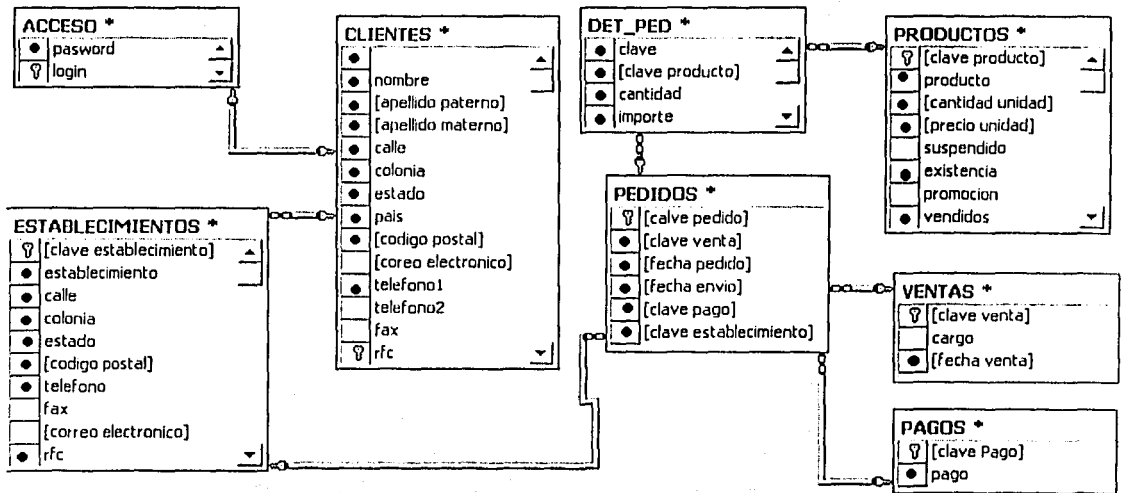 ACCESO *
pasword
login
CLIENTES *
nombre
[apellido paterno]
[apellido materno]
calle
colonia
estado
pais
[codigo postal]
[correo electronico]
telefono1
telefono2
fax
rfc
DET_PED *
clave
[clave producto]
cantidad
importe
PRODUCTOS *
[clave producto]
producto
[cantidad unidad]
[precio unidad]
suspendido
existencia
promocion
vendidos
ESTABLECIMIENTOS *
[clave establecimiento]
establecimiento
calle
colonia
estado
[codigo postal]
telefono
fax
[correo electronico]
rfc
PEDIDOS *
[calve pedido]
[clave venta]
[fecha pedido]
[fecha envio]
[clave pago]
[clave establecimiento]
VENTAS *
[clave venta]
cargo
[fecha venta]
PAGOS *
[clave Pago]
pago